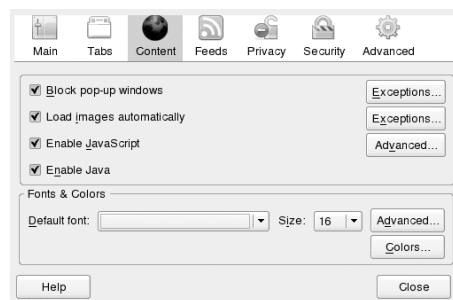 Main Tabs Content Feeds Privacy Security Advanced
Block pop-up windows Exceptions...
Load images automatically Exceptions...
Enable JavaScript Advanced...
Enable Java
Fonts & Colors
Default font: Size: 16 Advanced...
Colors...
Help Close